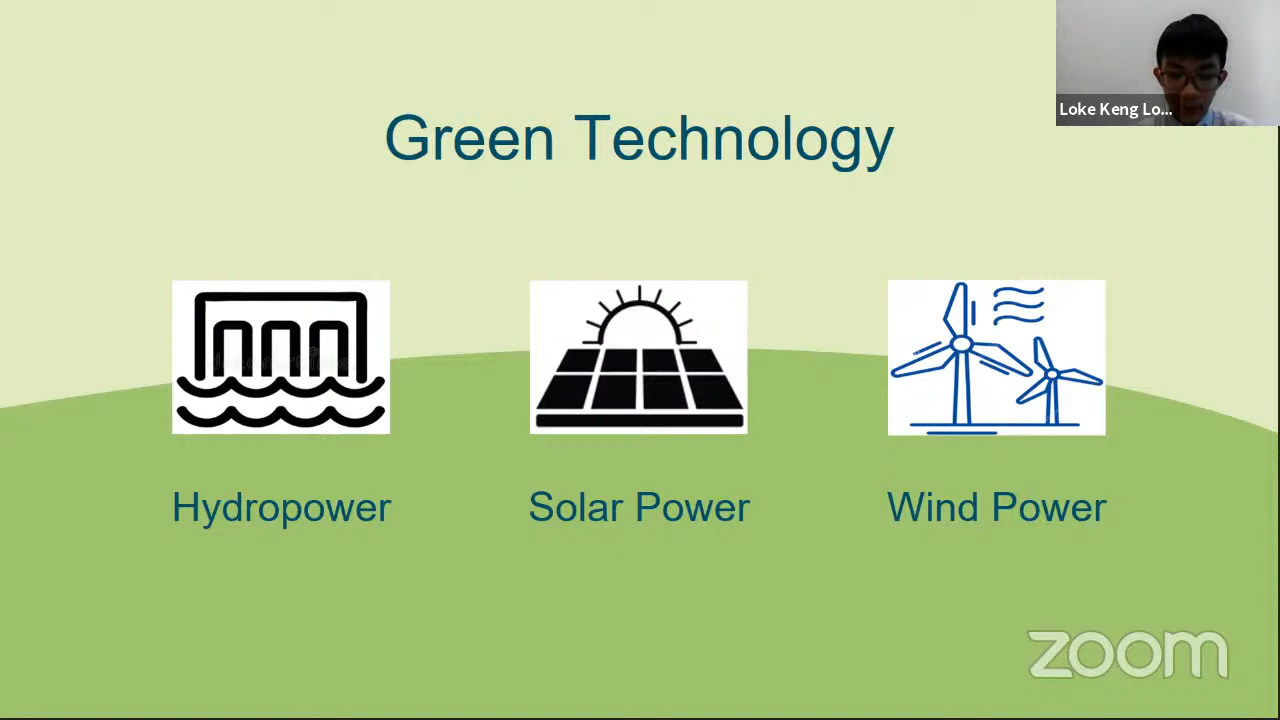 Loke Keng Lo...
Green Technology
Hydropower
Solar Power
Wind Power
zoom